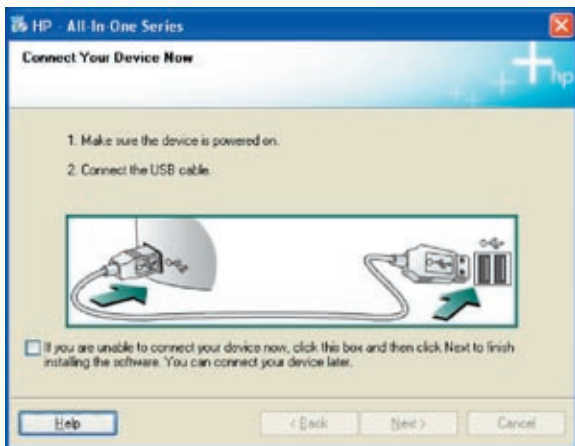 HP - All-In-One Series
Connect Your Device Now
hp
1. Make sure the device is powered on.
2. Connect the USB cable.
If you are unable to connect your device now, click this box and then click Next to finish
installing the software. You can connect your device later.
Help
< Back
Next >
Cancel